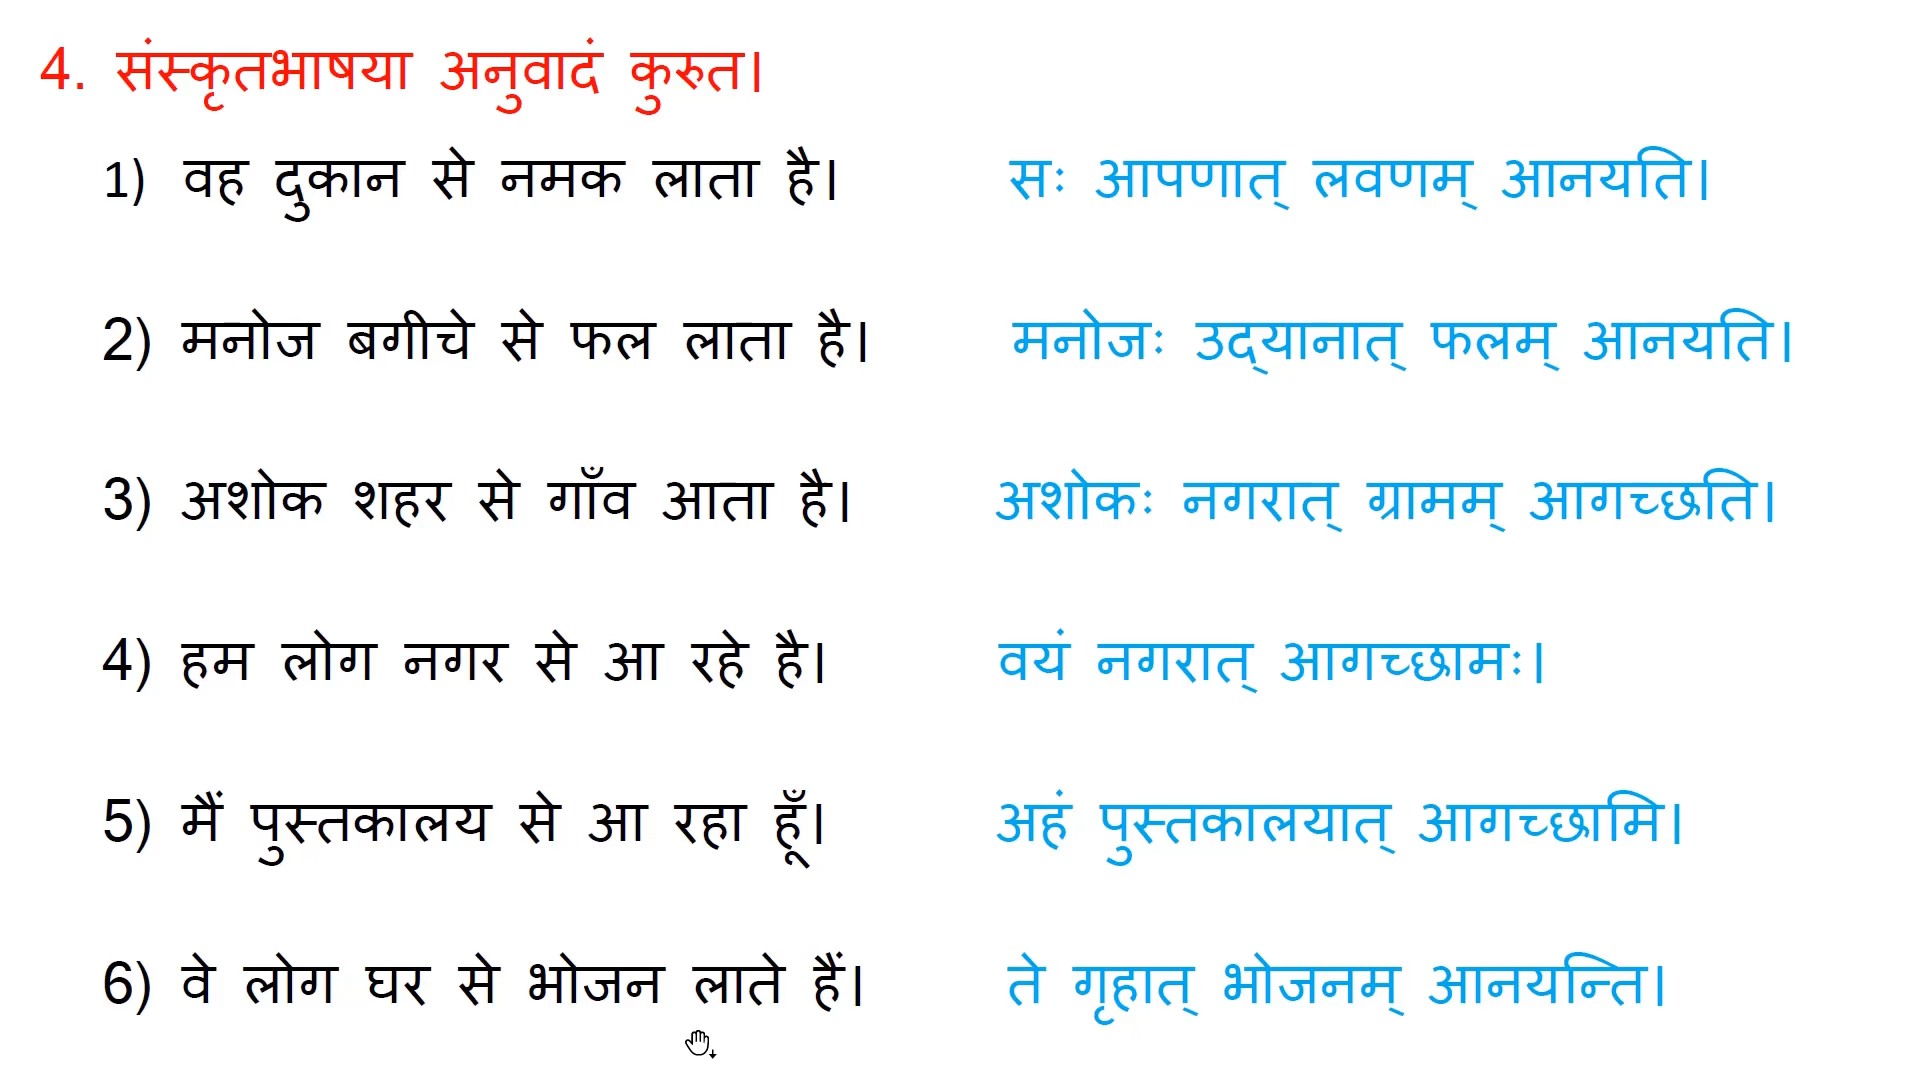 4. संस्कृतभाषया अनुवादं कुरुत।
1) वह दुकान से नमक लाता है। सः आपणात् लवणम् आनयति।
2) मनोज बगीचे से फल लाता है। मनोजः उद्‌यानात् फलम् आनयति।
3) अशोक शहर से गाँव आता है। अशोकः नगरात् ग्रामम् आगच्छति।
4) हम लोग नगर से आ रहे है। वयं नगरात् आगच्छामः।
5) मैं पुस्तकालय से आ रहा हूँ। अहं पुस्तकालयात् आगच्छामि।
6) वे लोग घर से भोजन लाते हैं। ते गृहात् भोजनम् आनयन्ति।